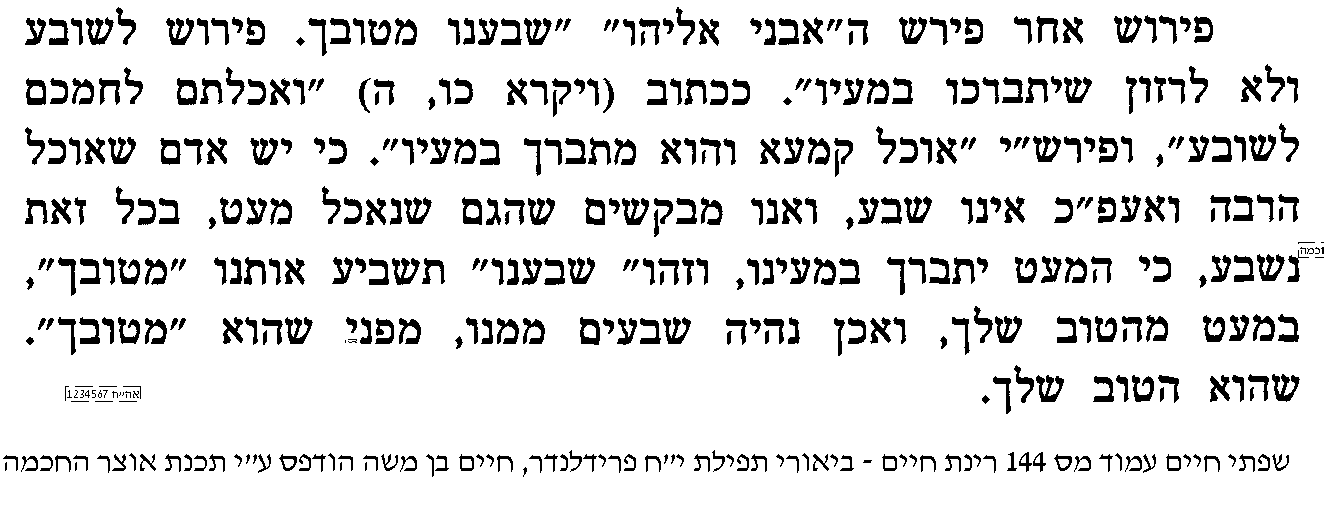 פירוש אחר פירש ה"אבני אליהו" "שבענו מטובך. פירוש לשובע
ולא לרזון שיתברכו במעיו". ככתוב (ויקרא כו, ה) "ואכלתם לחמכם
לשובע", ופירש"י "אוכל קמעא והוא מתברך במעיו". כי יש אדם שאוכל
הרבה ואעפ"כ אינו שבע, ואנו מבקשים שהגם שנאכל מעט, בכל זאת
נשבע, כי המעט יתברך במעינו, וזהו" שבענו" תשביע אותנו "מטובך",
במעט מהטוב שלך, ואכן נהיה שבעים ממנו, מפני שהוא "מטובך".
שהוא הטוב שלך.
אח"ח 1234567
שפתי חיים עמוד מס 144 רינת חיים - ביאורי תפילת י"ח פרידלנדר, חיים בן משה הודפס ע"י תכנת אוצר החכמה